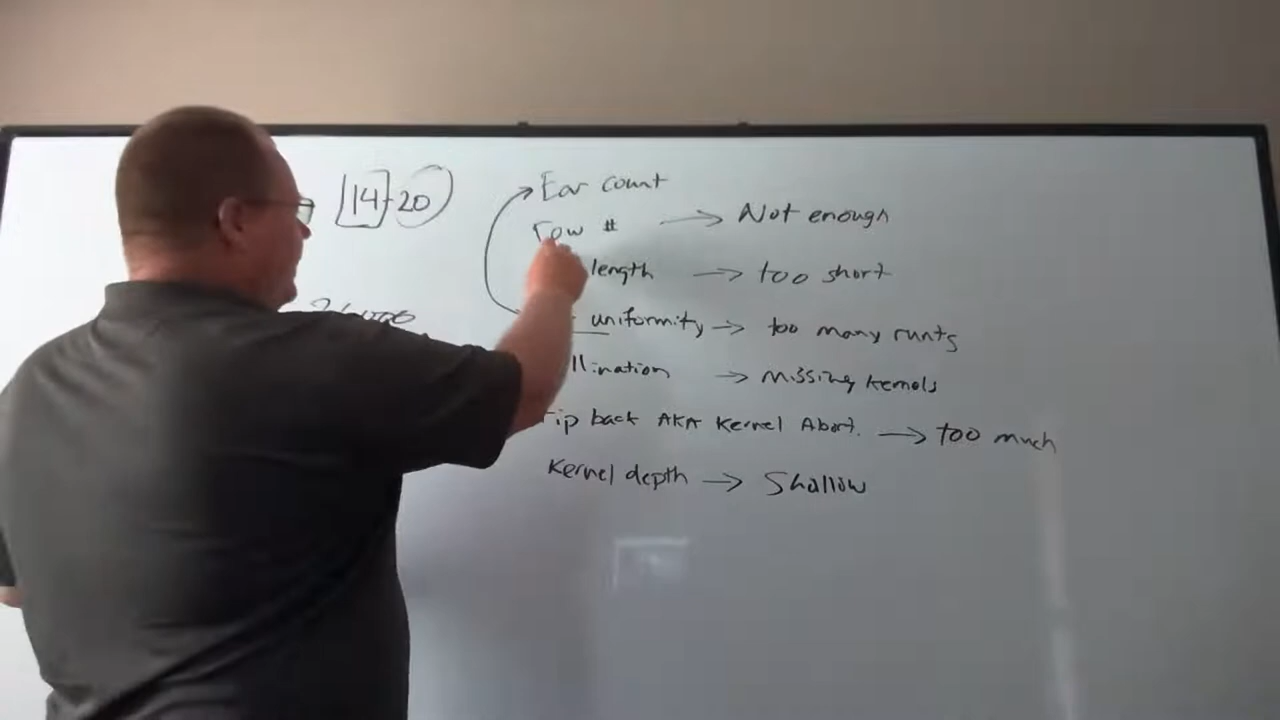 [14]-20
Ear count
row # → Not enough
length → too short
uniformity → too many runts
llination → missing kernels
Tip back AKA Kernel Abort. → too much
Kernel depth → Shallow